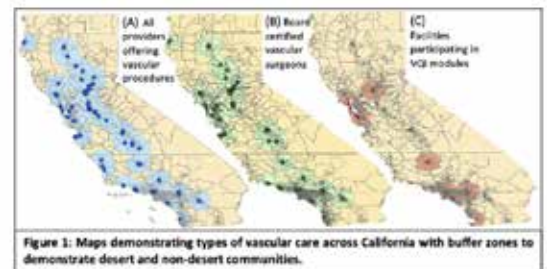 (A) All
providers
offering
vascular
procedures
(B) Board
certified
vascular
surgeons
(C)
Facilities
participating in
VQI modules
Figure 1: Maps demonstrating types of vascular care across California with buffer zones to
demonstrate desert and non-desert communities.